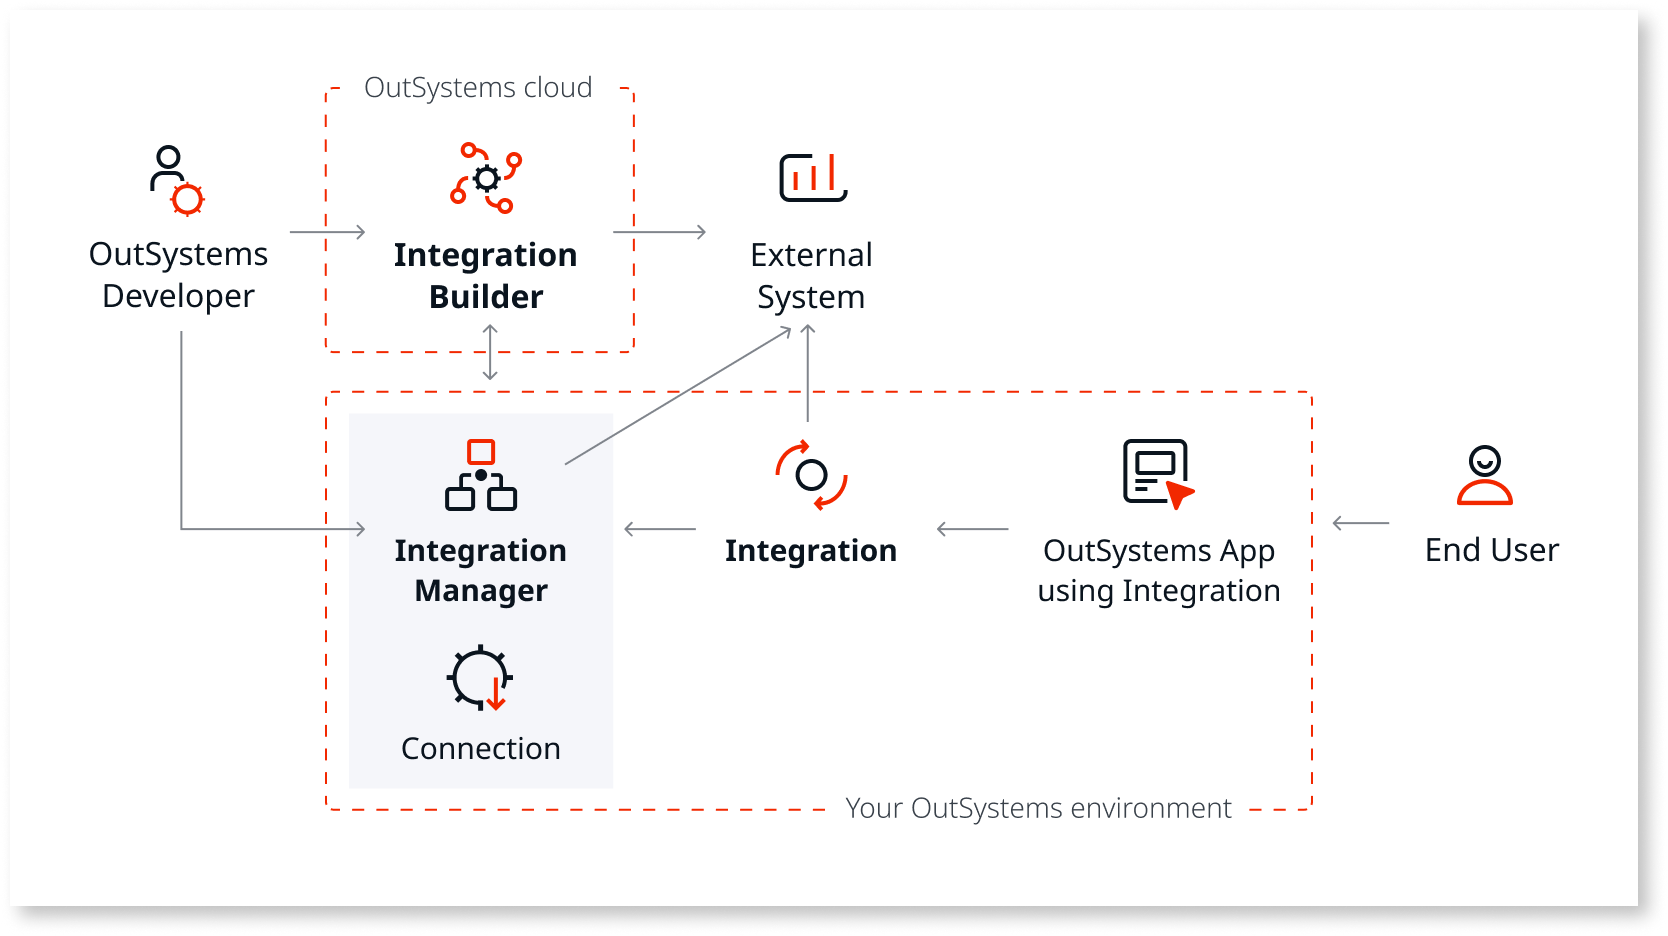 OutSystems cloud
OutSystems
Developer
Integration
Builder
External
System
Integration
Manager
Integration
OutSystems App
using Integration
End User
Connection
Your OutSystems environment